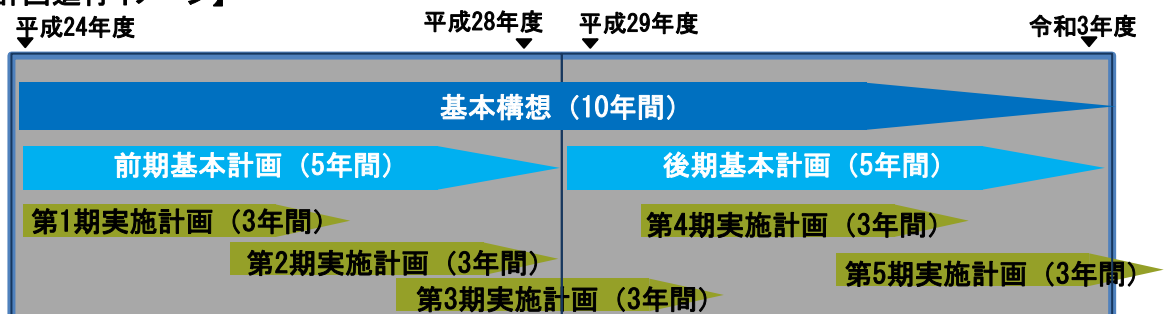 平成24年度
平成28年度
平成29年度
令和3年度
基本構想（10年間）
前期基本計画（5年間）
後期基本計画（5年間）
第1期実施計画（3年間）
第4期実施計画（3年間）
第2期実施計画（3年間）
第5期実施計画（3年間）
第3期実施計画（3年間）